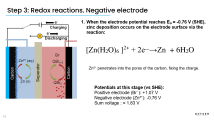 Step 3: Redox reactions. Negative electrode
1. When the electrode potential reaches E₀ = -0,76 V (SHE), zinc deposition occurs on the electrode surface via the reaction:
Charging
Discharging
[Zn(H₂O)₆]²⁺ + 2e⁻→Zn + 6H₂O
Zn²⁺ penetrates into the pores of the carbon, fixing the charge.
Potentials at this stage (vs SHE):
Positive electrode (Br⁻): +1.07 V
Negative electrode (Zn²⁺): -0.76 V
Sum voltage: = 1.83 V